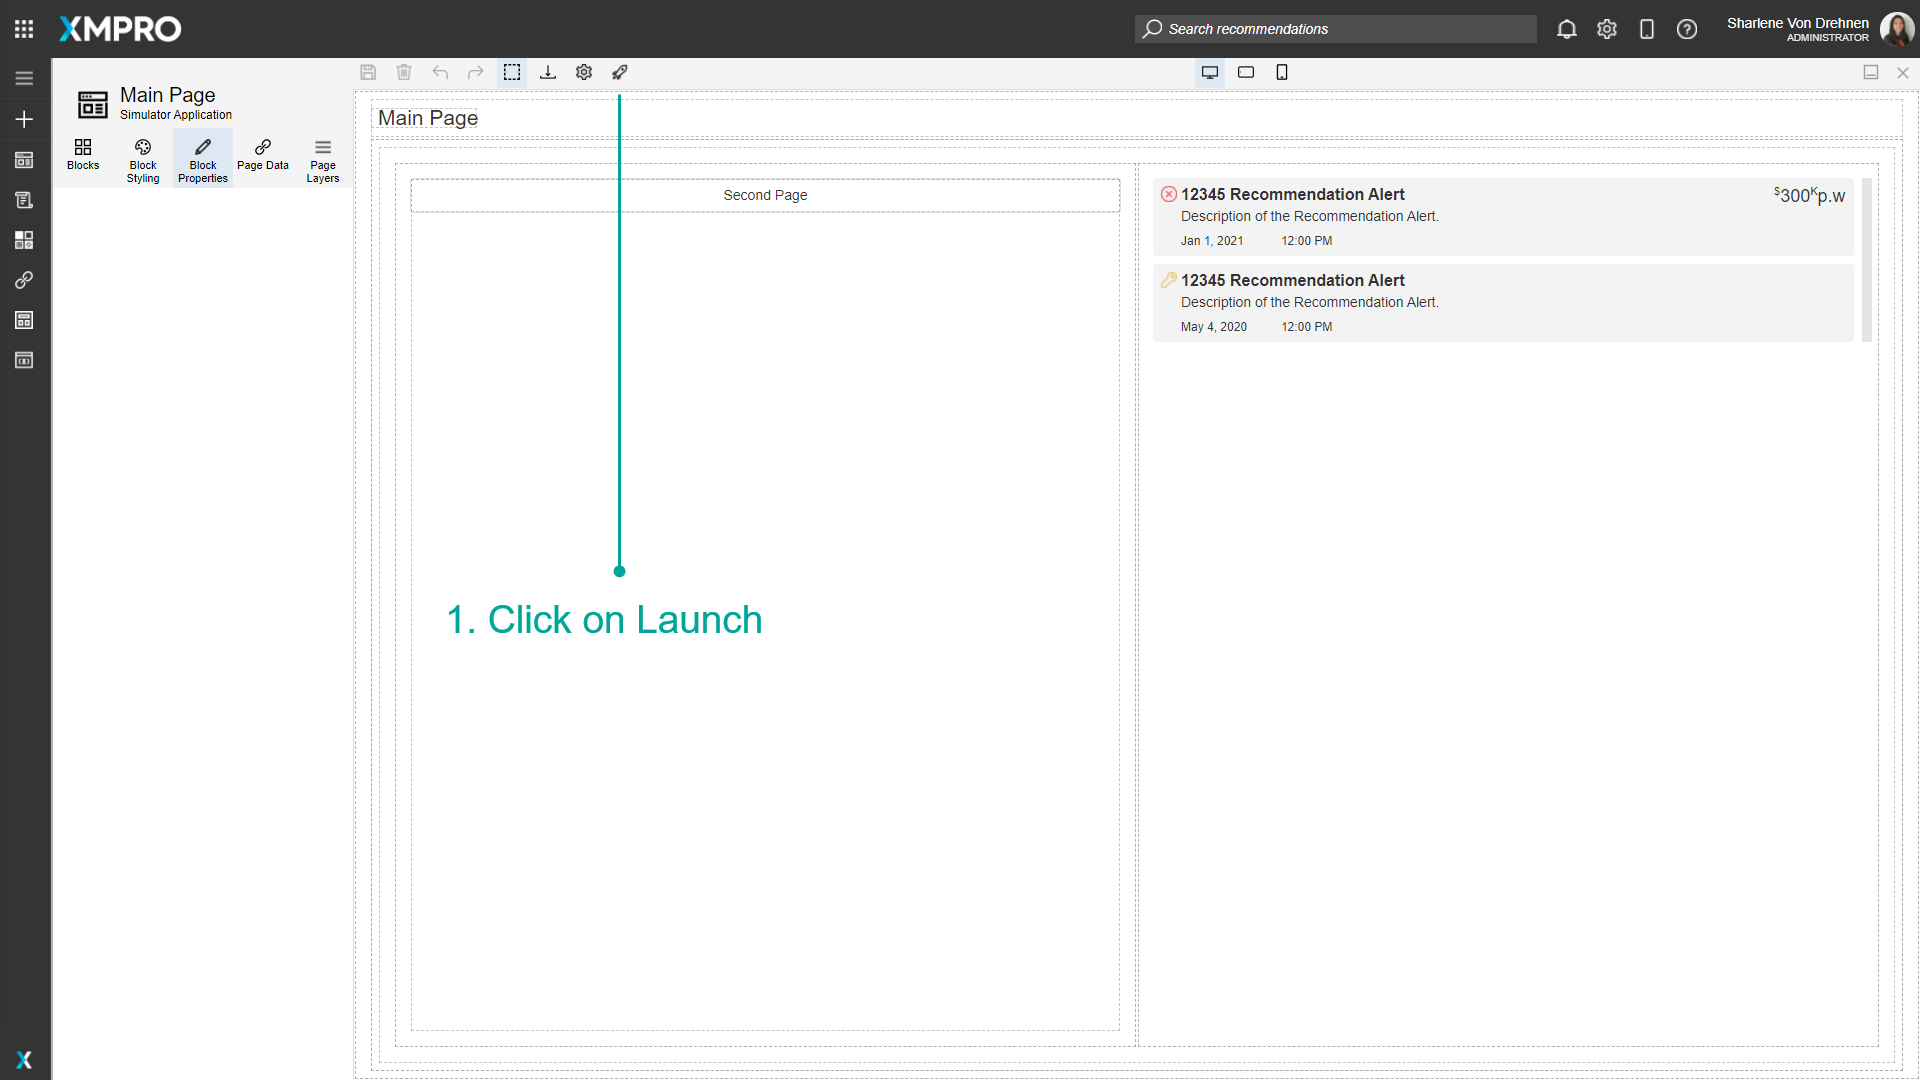 XMPRO
Search recommendations
Sharlene Von Drehnen
ADMINISTRATOR
Main Page
Simulator Application
Blocks
Block
Styling
Block
Properties
Page Data
Page
Layers
Main Page
Second Page
12345 Recommendation Alert
$300Kp.w
Description of the Recommendation Alert.
Jan 1, 2021 12:00 PM
12345 Recommendation Alert
Description of the Recommendation Alert.
May 4, 2020 12:00 PM
1. Click on Launch